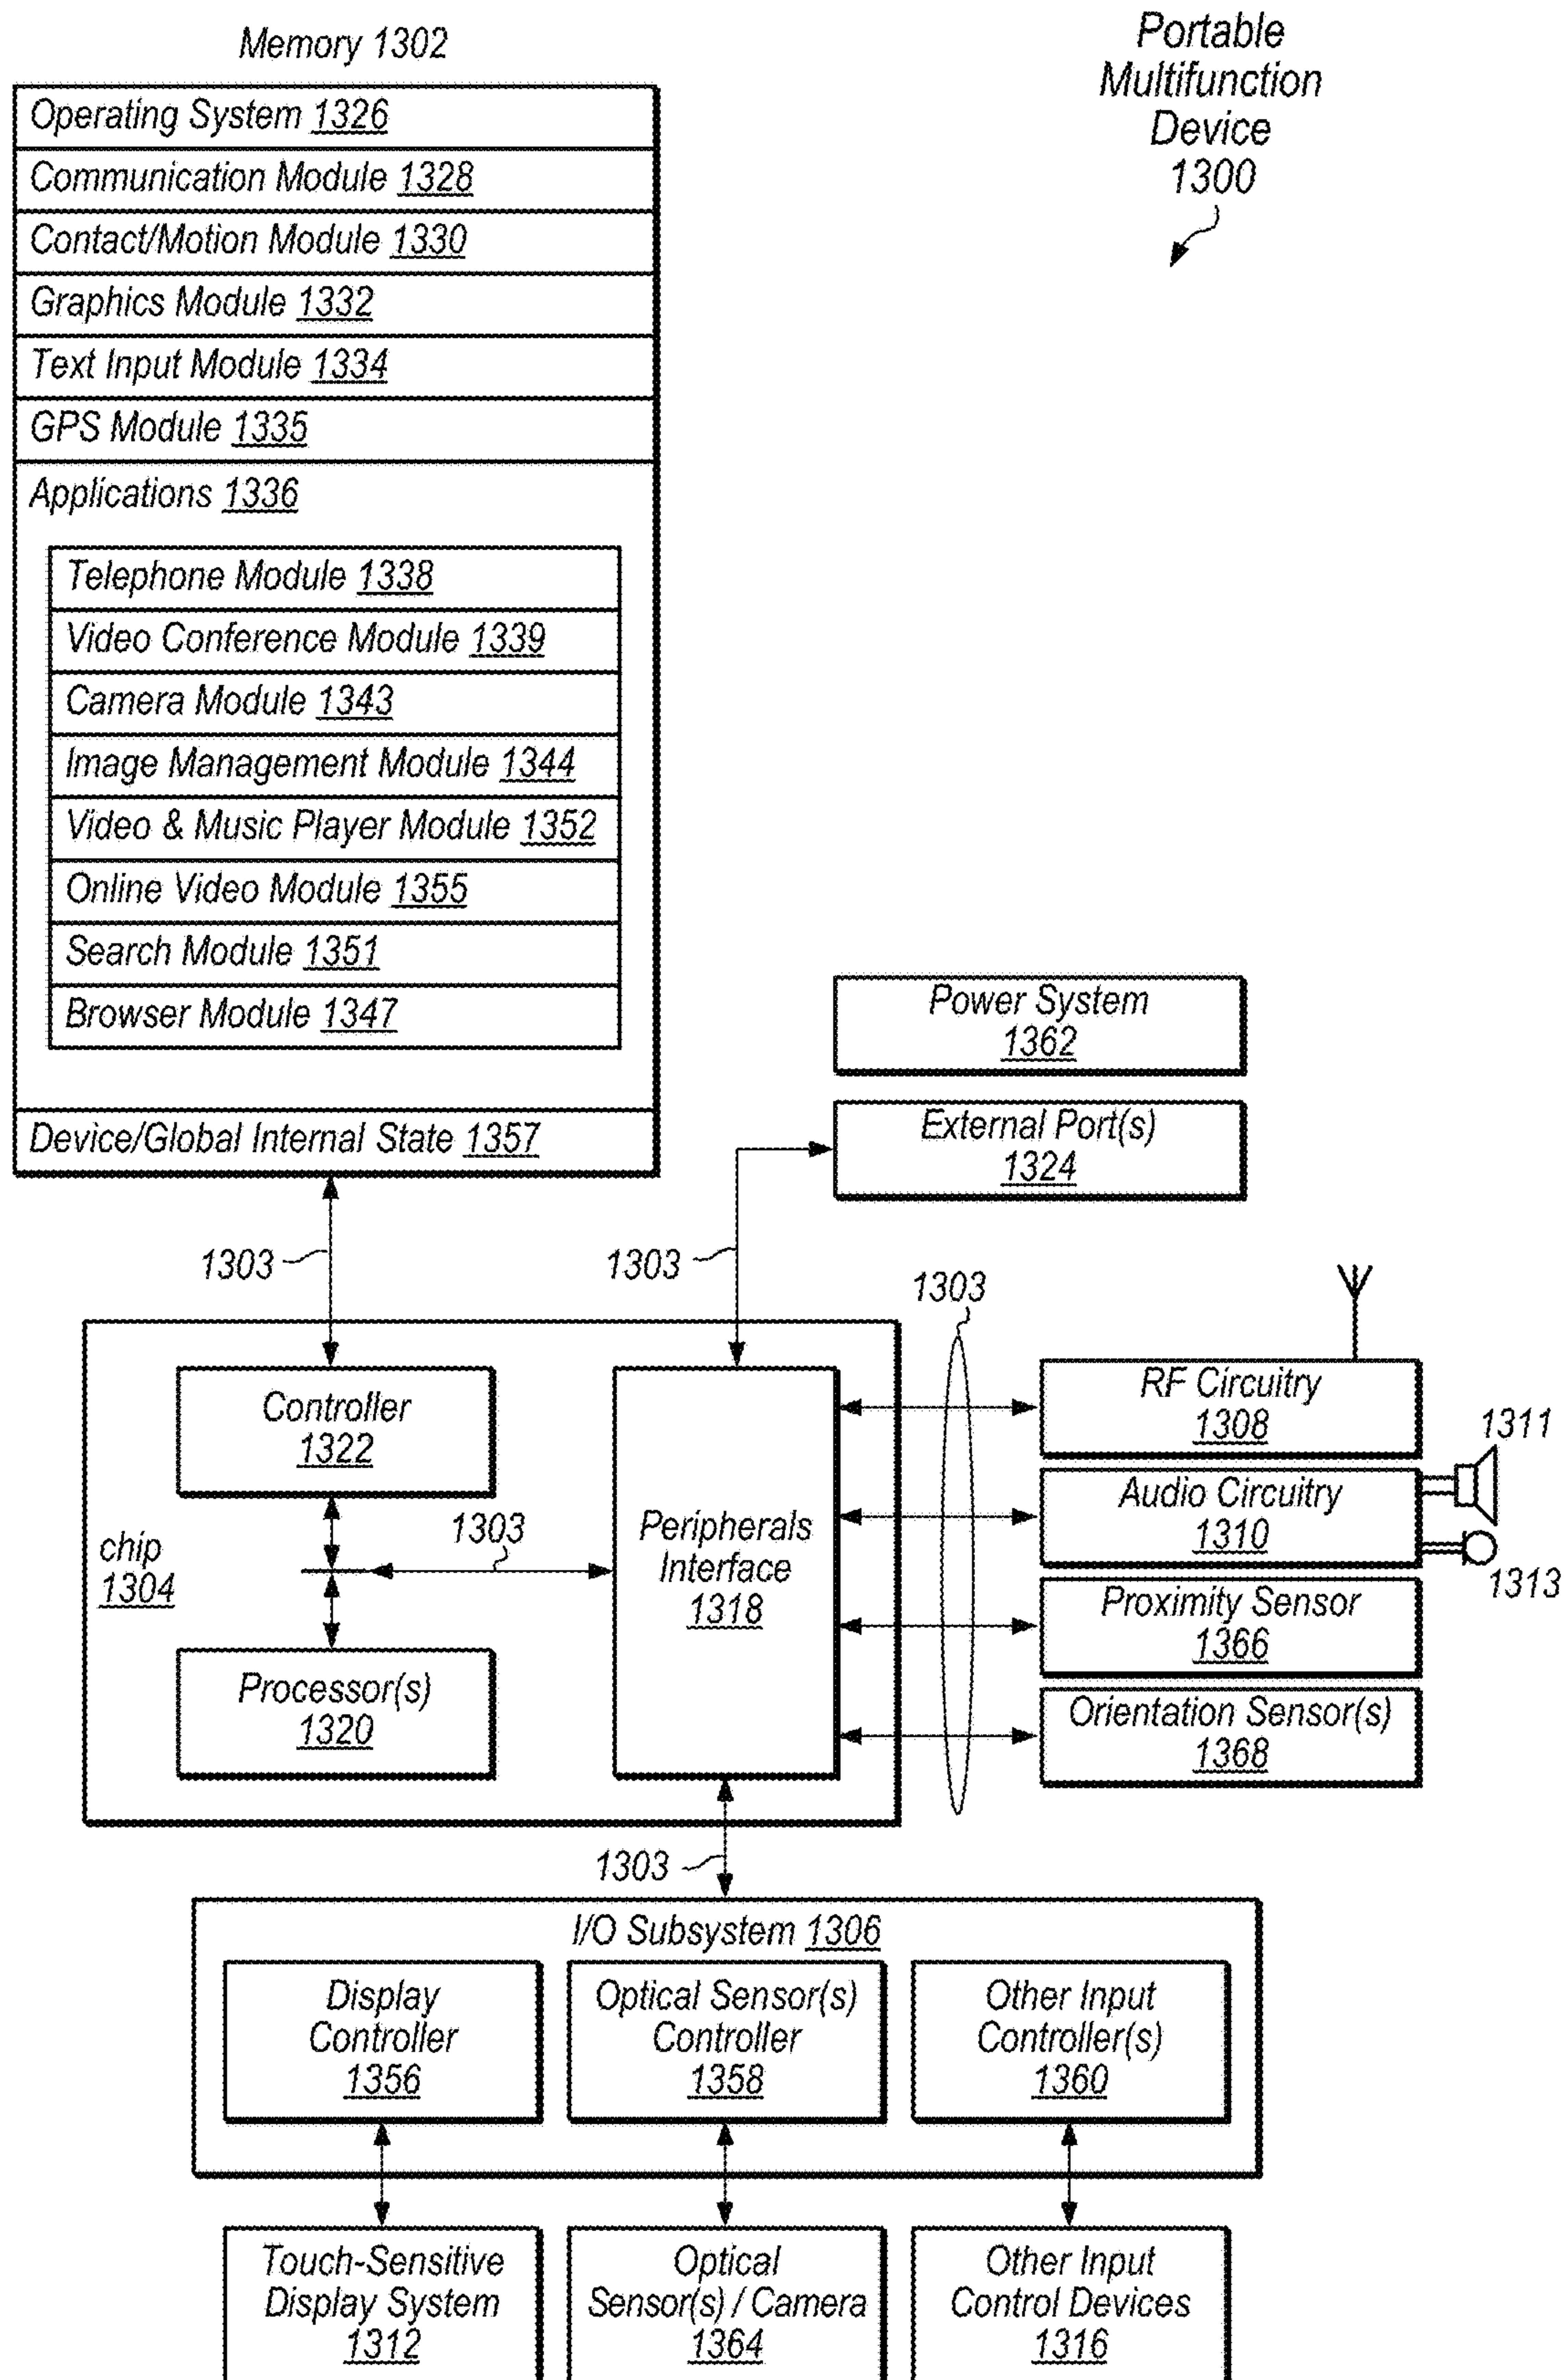 Memory 1302
Portable
Multifunction
Device
1300
Operating System 1326
Communication Module 1328
Contact/Motion Module 1330
Graphics Module 1332
Text Input Module 1334
GPS Module 1335
Applications 1336
Telephone Module 1338
Video Conference Module 1339
Camera Module 1343
Image Management Module 1344
Video & Music Player Module 1352
Online Video Module 1355
Search Module 1351
Browser Module 1347
Device/Global Internal State 1357
Power System
1362
External Port(s)
1324
1303
1303
1303
chip
1304
Controller
1322
1303
Processor(s)
1320
Peripherals
Interface
1318
RF Circuitry
1308
1311
Audio Circuitry
1310
1313
Proximity Sensor
1366
Orientation Sensor(s)
1368
1303
I/O Subsystem 1306
Display
Controller
1356
Optical Sensor(s)
Controller
1358
Other Input
Controller(s)
1360
Touch-Sensitive
Display System
1312
Optical
Sensor(s) / Camera
1364
Other Input
Control Devices
1316